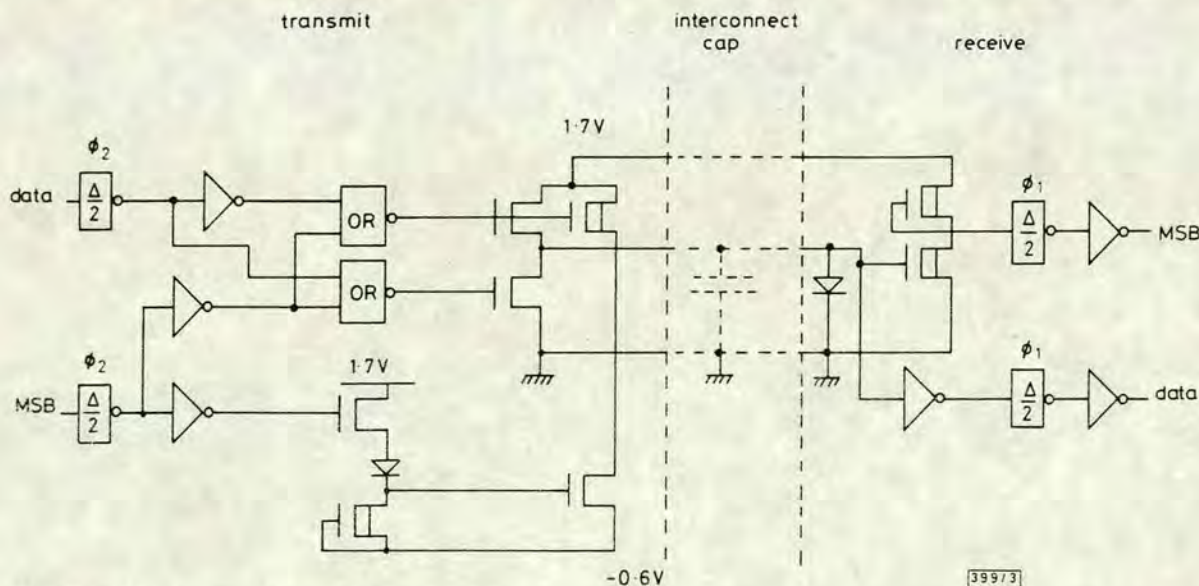 transmit
interconnect
cap
receive
1·7V
ϕ2
data
Δ
2
OR
ϕ1
Δ
2
MSB
OR
ϕ2
MSB
Δ
2
1·7V
ϕ1
Δ
2
data
-0·6V
399/3